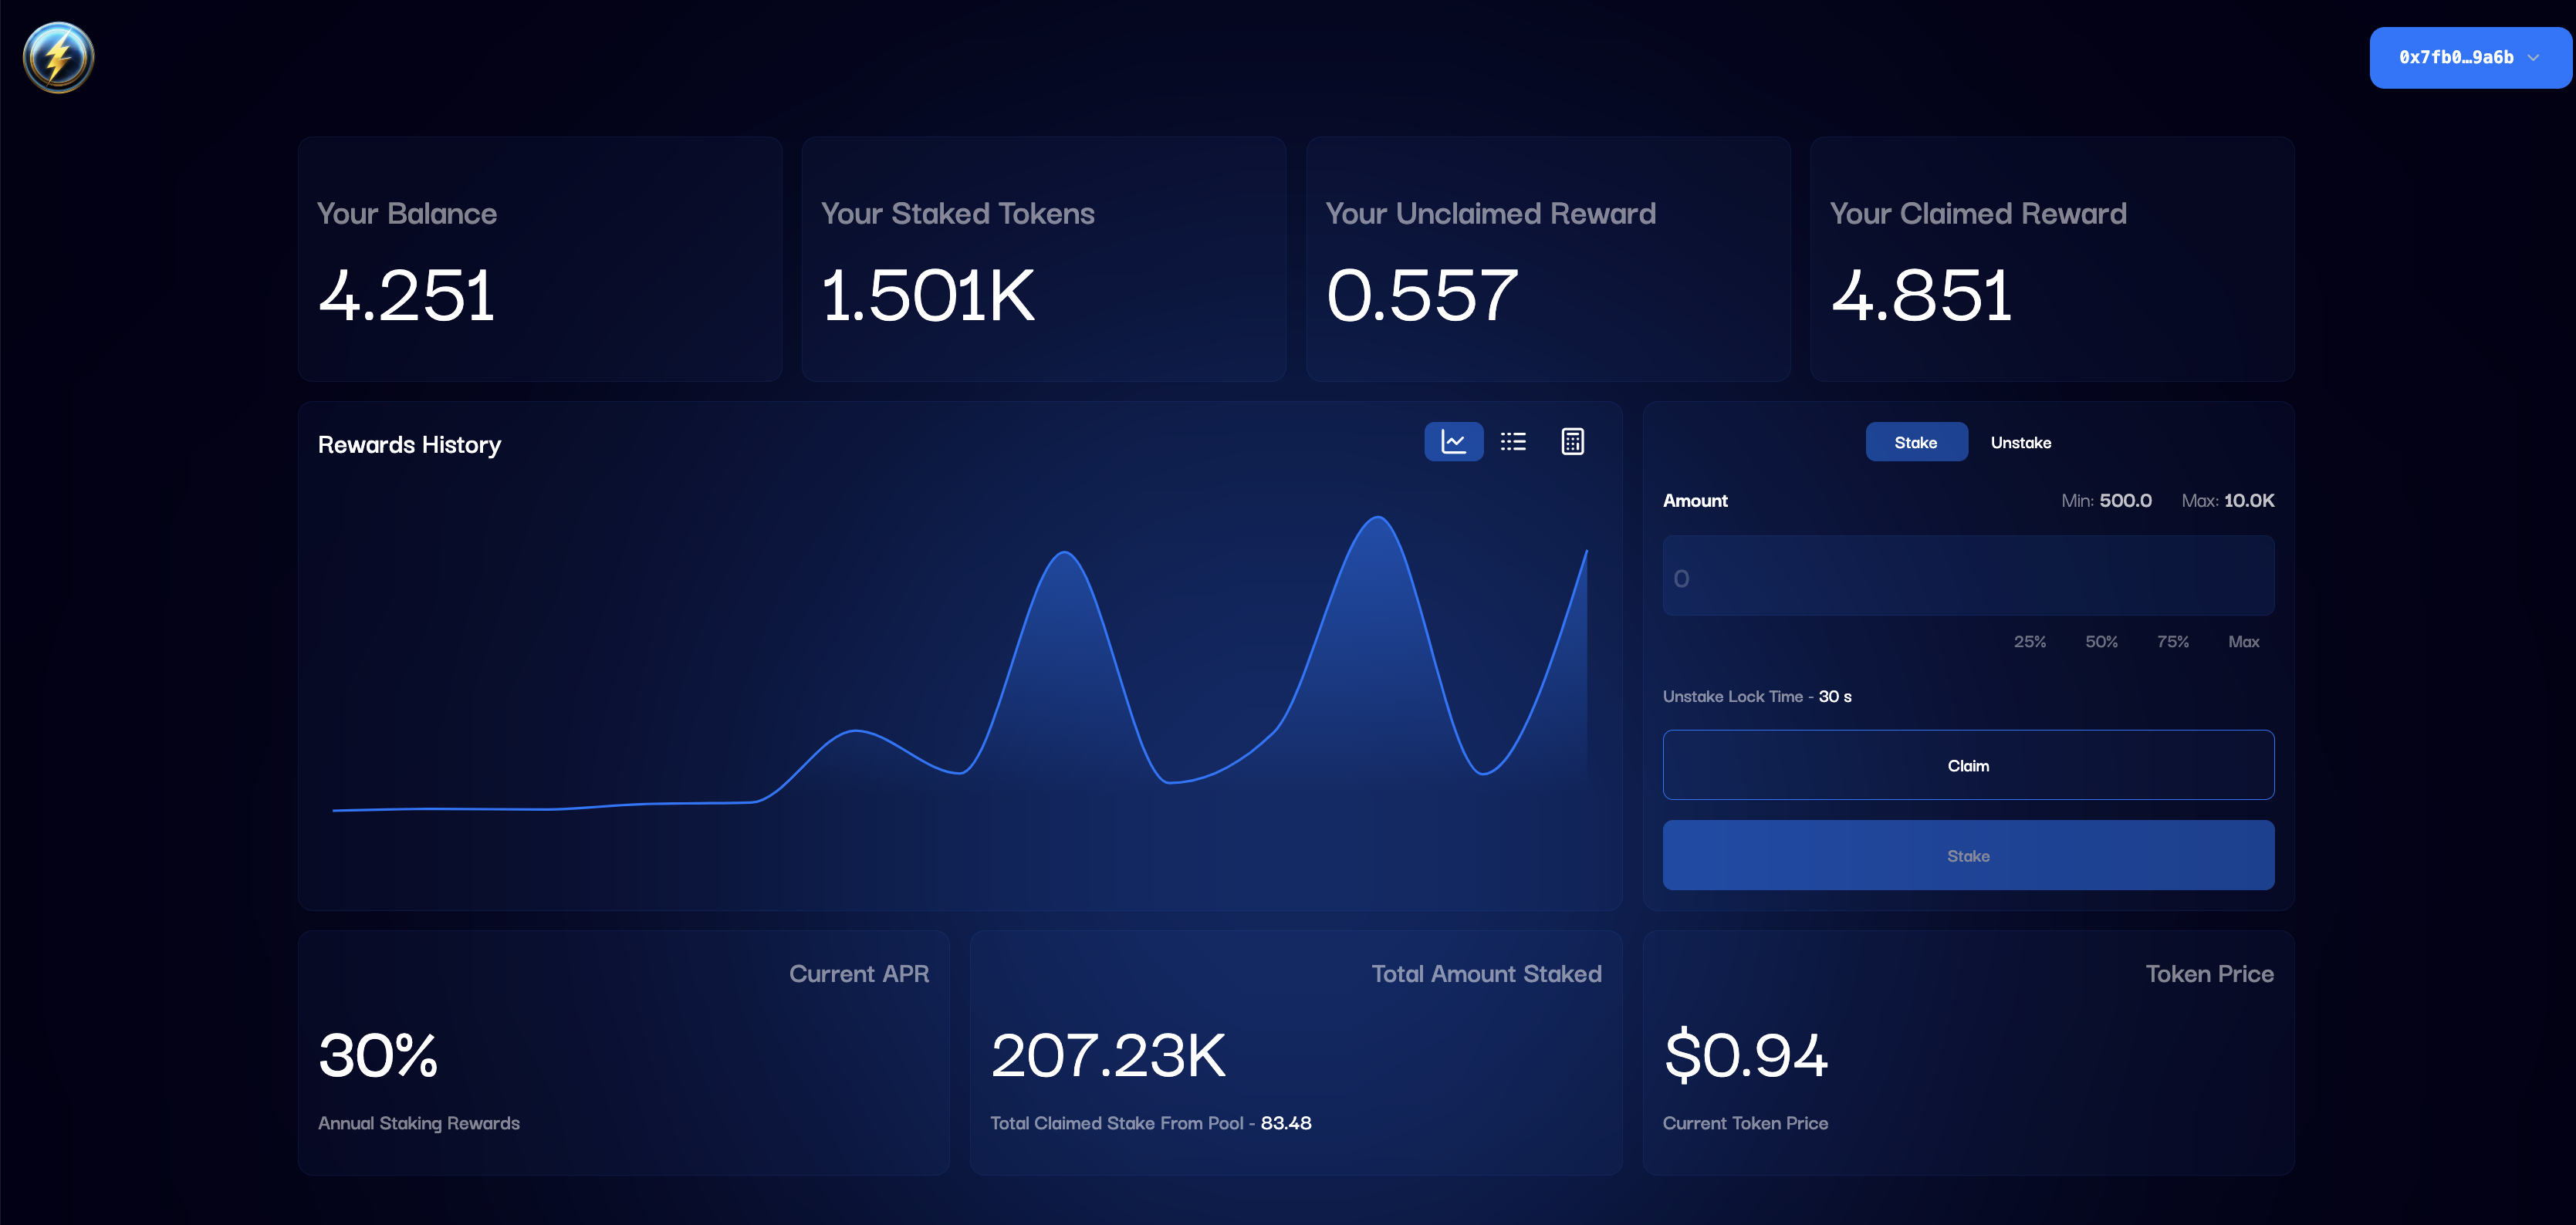 0x7fb0…9a6b
Your Balance
4.251
Your Staked Tokens
1.501K
Your Unclaimed Reward
0.557
Your Claimed Reward
4.851
Rewards History
Stake Unstake
Amount Min: 500.0 Max: 10.0K
0
25% 50% 75% Max
Unstake Lock Time - 30 s
Claim
Stake
Current APR
30%
Annual Staking Rewards
Total Amount Staked
207.23K
Total Claimed Stake From Pool - 83.48
Token Price
$0.94
Current Token Price